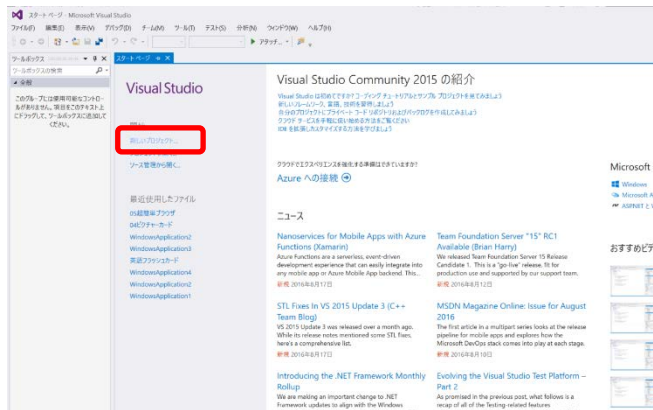 スタート ページ - Microsoft Visual Studio
ファイル(F) 編集(E) 表示(V) デバッグ(D) チーム(M) ツール(T) テスト(S) 分析(N) ウィンドウ(W) ヘルプ(H)
アタッチ...
ツールボックス
スタート ページ
ツールボックスの検索
全般
このグループには使用可能なコントロールがありません。項目をこのテキスト上にドラッグして、ツールボックスに追加してください。
Visual Studio
新しいプロジェクト...
ソース管理から開く...
最近使用したファイル
05超簡単ブラウザ
04ピクチャーカード
WindowsApplication2
WindowsApplication3
英語フラッシュカード
WindowsApplication4
WindowsApplication2
WindowsApplication1
Visual Studio Community 2015 の紹介
Visual Studio は初めてですか? コーディング チュートリアルとサンプル プロジェクトを見てみましょう
新しいフレームワーク、言語、技術を習得しましょう
自分のプロジェクトにプライベート コード リポジトリおよびバックログを作成してみましょう
クラウド サービスを手軽に使い始める方法をご覧ください
IDE を拡張しカスタマイズする方法を学びましょう
クラウドでエクスペリエンスを強化する準備はできていますか?
Azure への接続
ニュース
Nanoservices for Mobile Apps with Azure
Functions (Xamarin)
Azure Functions are a serverless, event-driven
development experience that can easily integrate into
any mobile app or Azure Mobile App backend. This...
新規 2016年8月17日
Team Foundation Server "15" RC1
Available (Brian Harry)
We released Team Foundation Server 15 Release
Candidate 1. This is a "go-live" release, fit for
production use and supported by our support team.
新規 2016年8月12日
STL Fixes In VS 2015 Update 3 (C++
Team Blog)
VS 2015 Update 3 was released over a month ago.
While its release notes mentioned some STL fixes,
here's a comprehensive list.
新規 2016年8月17日
MSDN Magazine Online: Issue for August
2016
The first article in a multipart series looks at the release
pipeline for mobile apps and explores how the
Microsoft DevOps stack comes into play at each stage.
新規 2016年8月10日
Introducing the .NET Framework Monthly
Rollup
We are making an important change to .NET
framework updates to align with the Windows
Evolving the Visual Studio Test Platform –
Part 2
As promised in the previous post, what follows is a
recap of all of the Testing-related features
Microsoft
Windows
Microsoft A
ASP.NET と V
おすすめビデ